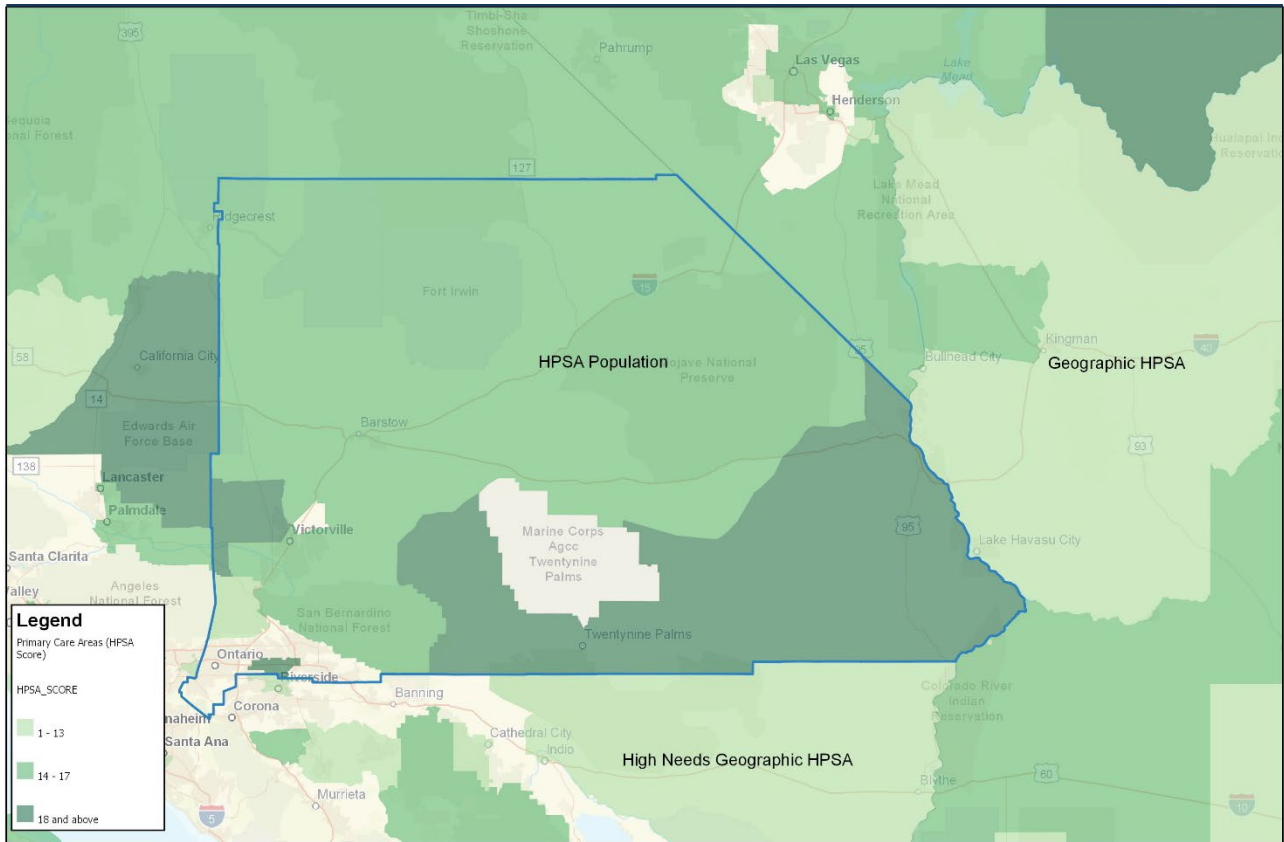 395
Timbi-Sha
Shoshone
Reservation
Pahrump
Las Vegas
Lake
Mead
Henderson
Sequoia
onal Forest
127
Hualapai Ind
Reservatio
Lake Mead
National
Recreation Area
Ridgecrest
Fort Irwin
15
58
California City
HPSA Population
Mojave National
Preserve
95
Bullhead City
Kingman
40
Geographic HPSA
14
Edwards Air
Force Base
Barstow
93
138
Lancaster
Palmdale
Victorville
Marine Corps
Agcc
Twentynine
Palms
95
Lake Havasu City
Santa Clarita
Valley
Angeles
National Forest
San Bernardino
National Forest
Twentynine Palms
Legend
Primary Care Areas (HPSA
Score)
HPSA_SCORE
1 - 13
14 - 17
18 and above
Ontario
Riverside
Banning
Colorado River
Indian
Reservation
naheim
Corona
Santa Ana
Cathedral City
Indio
High Needs Geographic HPSA
Blythe
60
Murrieta
5
10